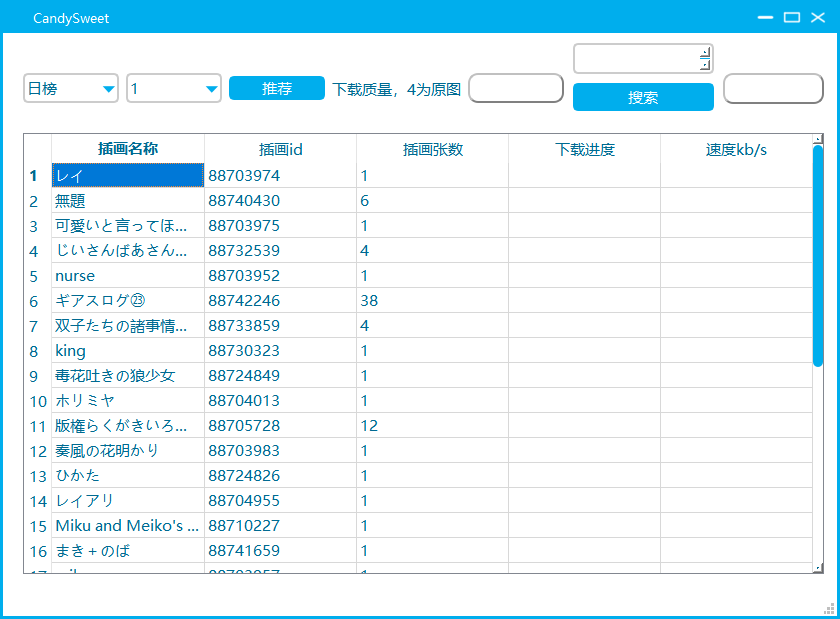 CandySweet
日榜 1 推荐 下载质量，4为原图 搜索
插画名称 插画id 插画张数 下载进度 速度kb/s
1 レイ 88703974 1
2 無題 88740430 6
3 可愛いと言ってほ... 88703975 1
4 じいさんばあさん... 88732539 4
5 nurse 88703952 1
6 ギアスログ㉓ 88742246 38
7 双子たちの諸事情... 88733859 4
8 king 88730323 1
9 毒花吐きの狼少女 88724849 1
10 ホリミヤ 88704013 1
11 版権らくがきいろ... 88705728 12
12 奏風の花明かり 88703983 1
13 ひかた 88724826 1
14 レイアリ 88704955 1
15 Miku and Meiko's ... 88710227 1
16 まき＋のば 88741659 1